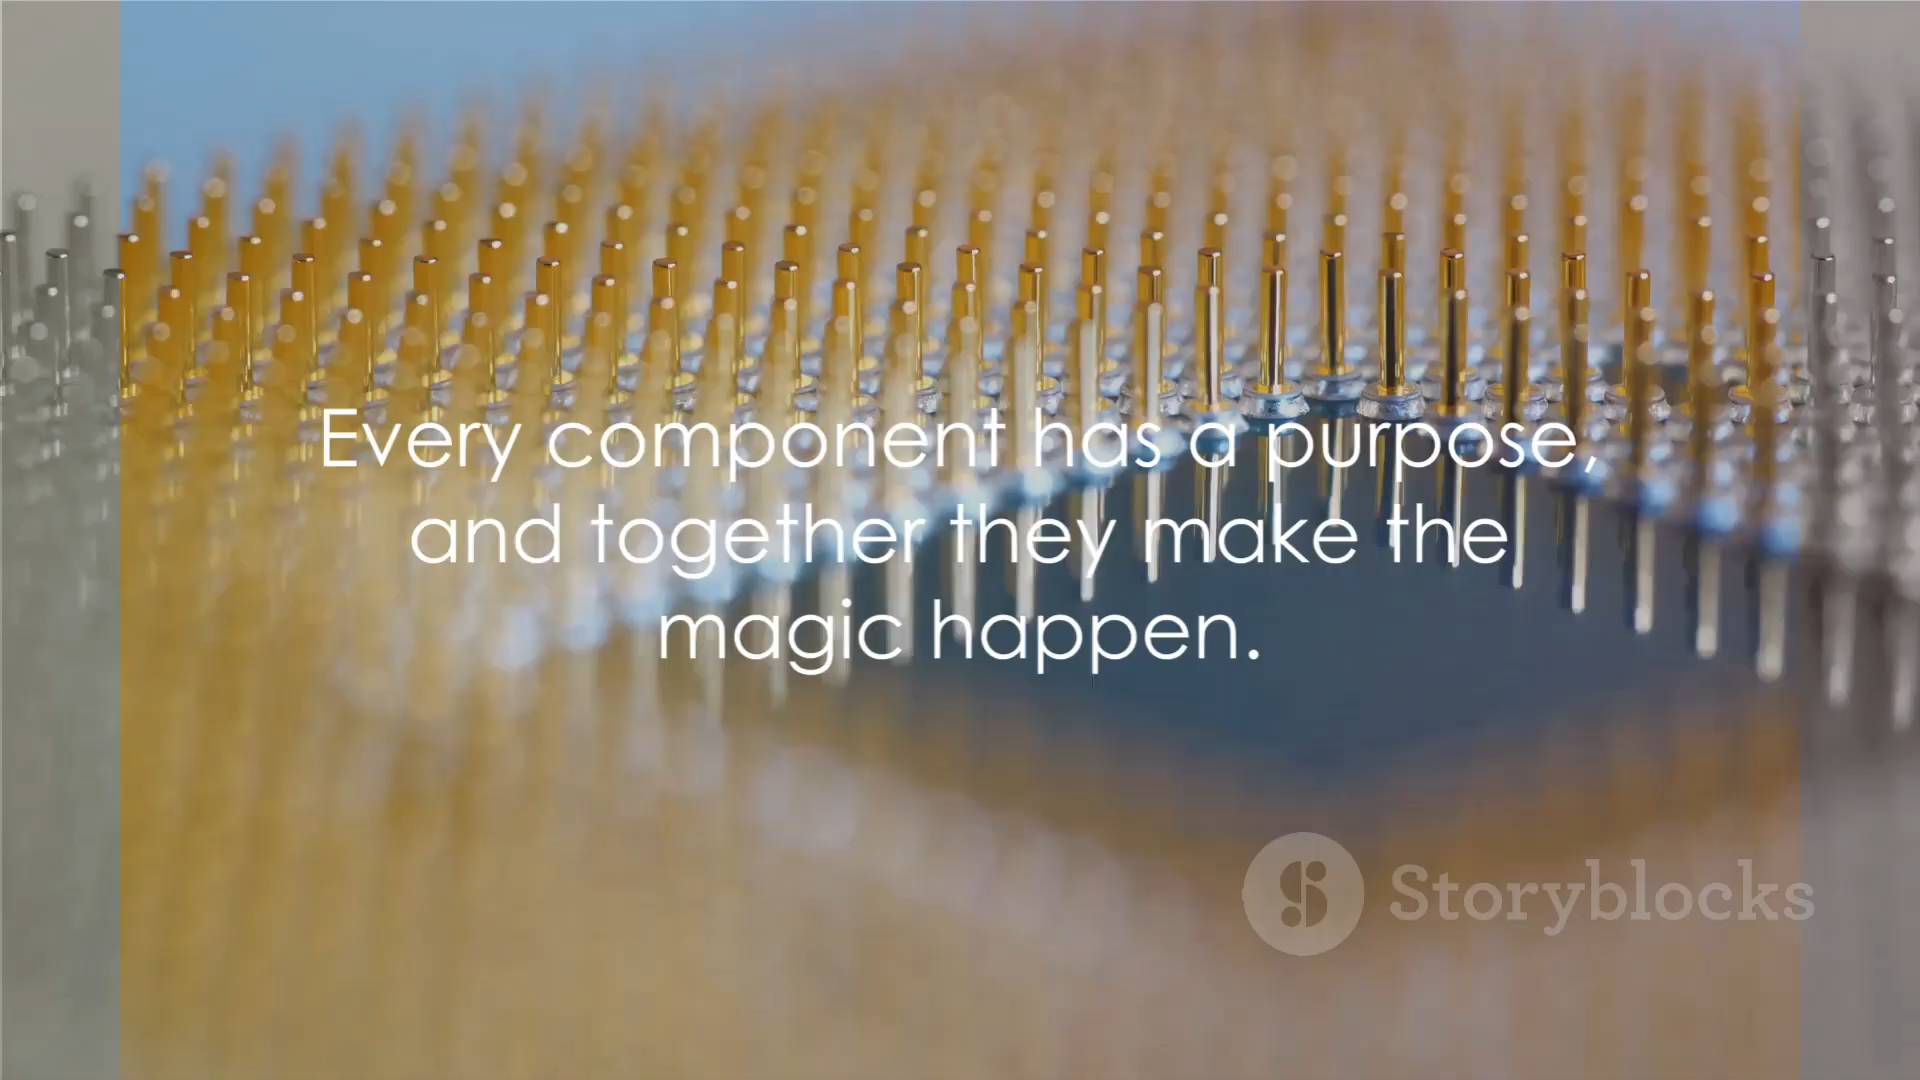 Every component has a purpose,
and together they make the
magic happen.
Storyblocks